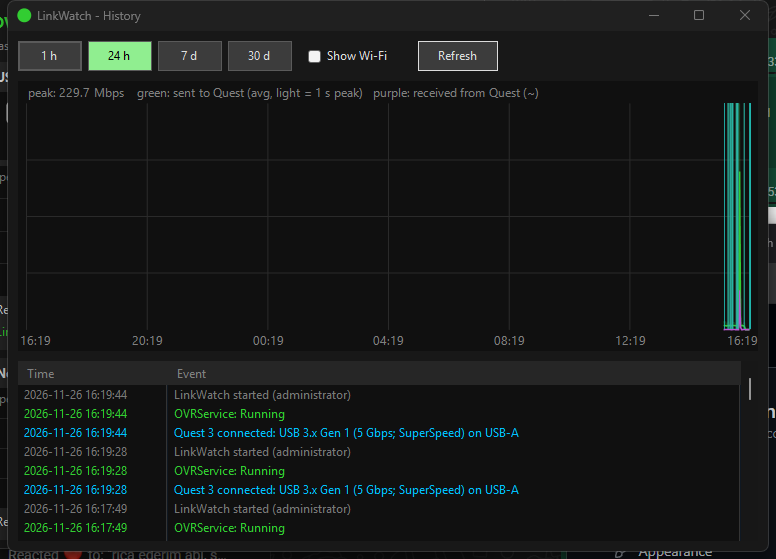 LinkWatch - History
1 h 24 h 7 d 30 d Show Wi-Fi Refresh
peak: 229.7 Mbps green: sent to Quest (avg, light = 1 s peak) purple: received from Quest (~)
16:19 20:19 00:19 04:19 08:19 12:19 16:19
Time Event
2026-11-26 16:19:44 LinkWatch started (administrator)
2026-11-26 16:19:44 OVRService: Running
2026-11-26 16:19:44 Quest 3 connected: USB 3.x Gen 1 (5 Gbps; SuperSpeed) on USB-A
2026-11-26 16:19:28 LinkWatch started (administrator)
2026-11-26 16:19:28 OVRService: Running
2026-11-26 16:19:28 Quest 3 connected: USB 3.x Gen 1 (5 Gbps; SuperSpeed) on USB-A
2026-11-26 16:17:49 LinkWatch started (administrator)
2026-11-26 16:17:49 OVRService: Running
Reacted to: "rica ederim abi, s...
Appearance